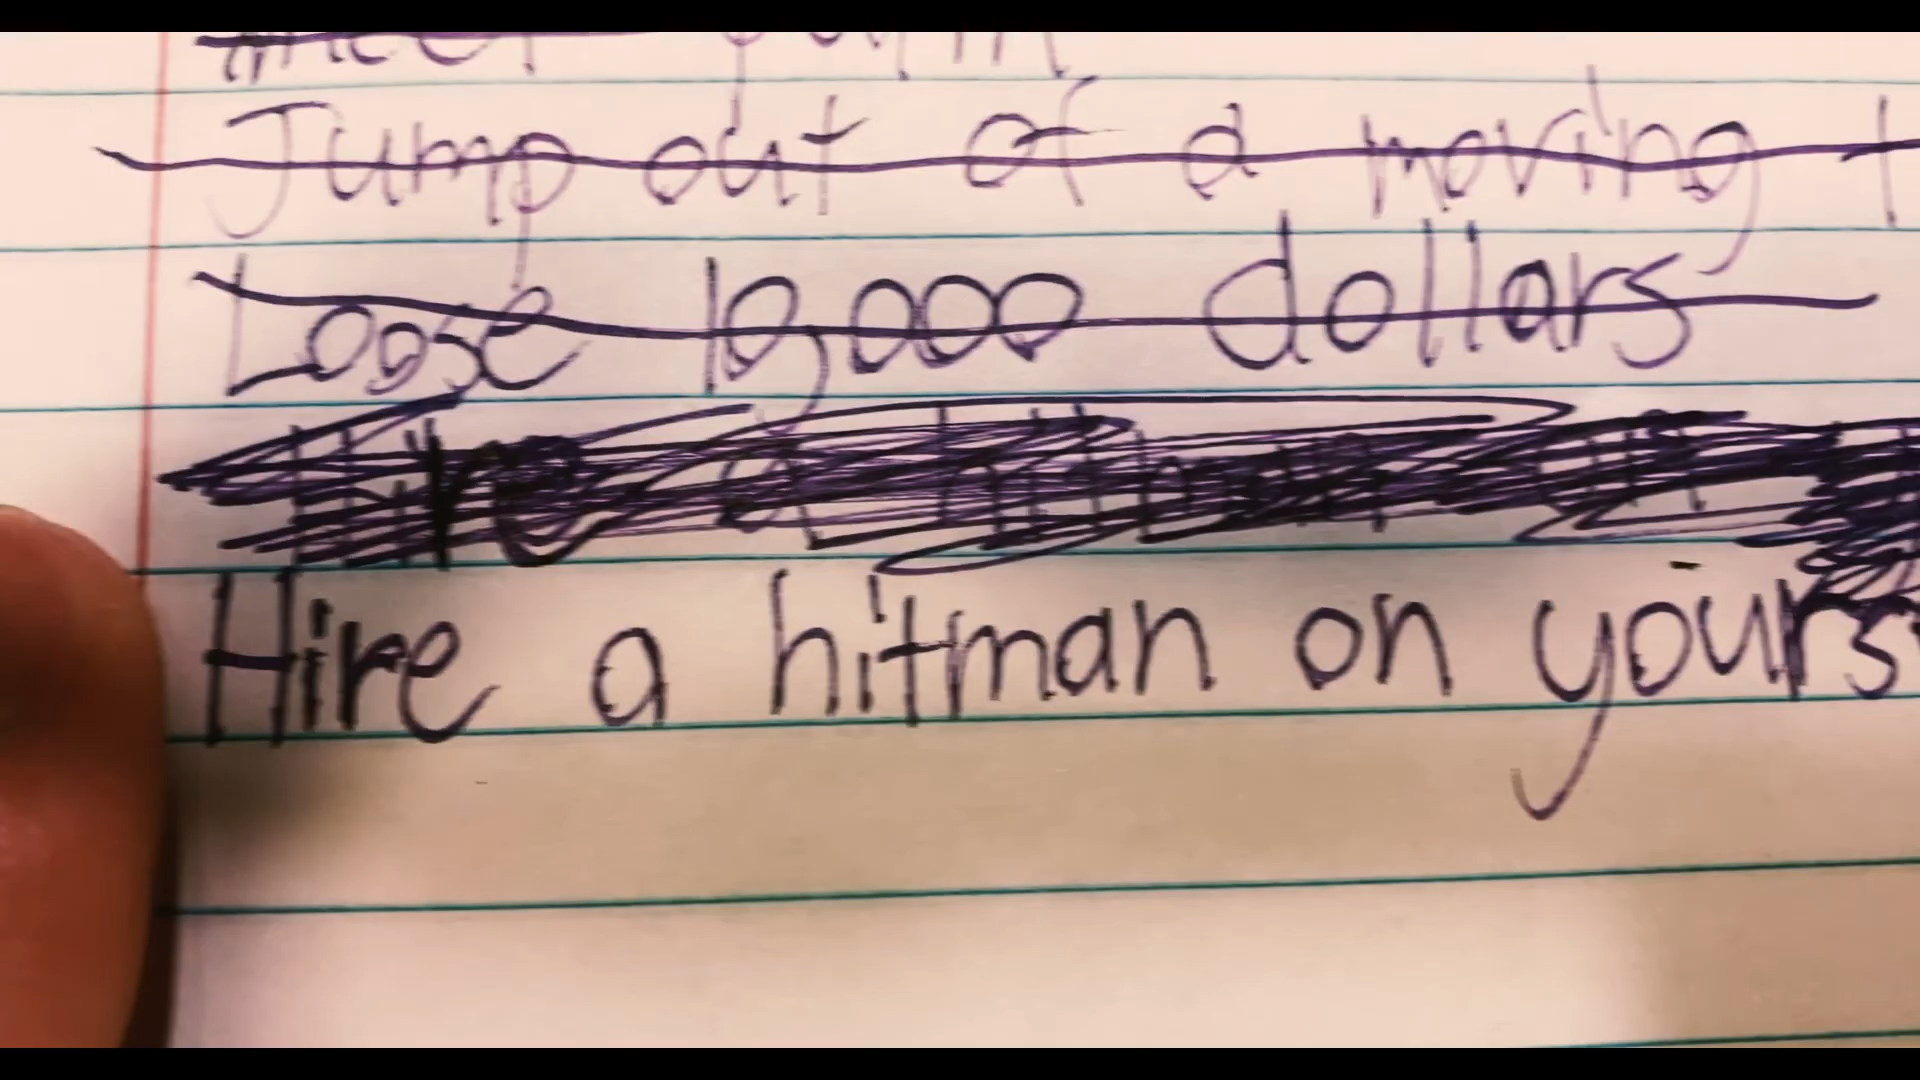 Jump out of a moving t
Loose 10,000 dollars
Hire a hitman on yours